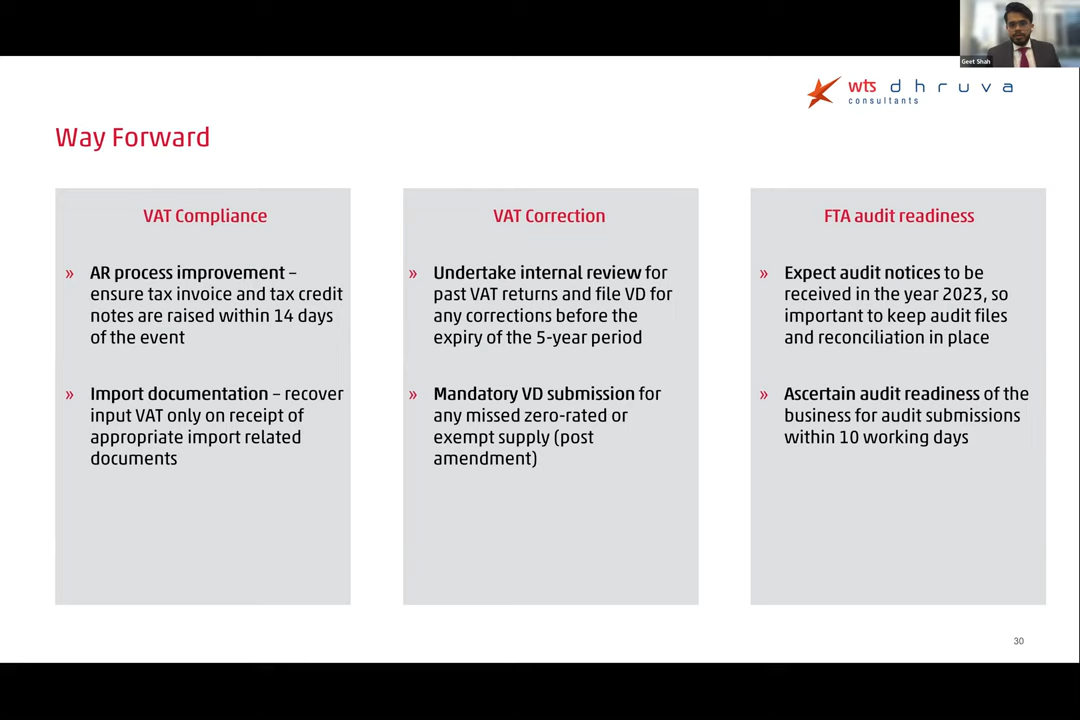 Geet Shah
wts dhruva
consultants
Way Forward
VAT Compliance
» AR process improvement –
ensure tax invoice and tax credit
notes are raised within 14 days
of the event
» Import documentation – recover
input VAT only on receipt of
appropriate import related
documents
VAT Correction
» Undertake internal review for
past VAT returns and file VD for
any corrections before the
expiry of the 5-year period
» Mandatory VD submission for
any missed zero-rated or
exempt supply (post
amendment)
FTA audit readiness
» Expect audit notices to be
received in the year 2023, so
important to keep audit files
and reconciliation in place
» Ascertain audit readiness of the
business for audit submissions
within 10 working days
30